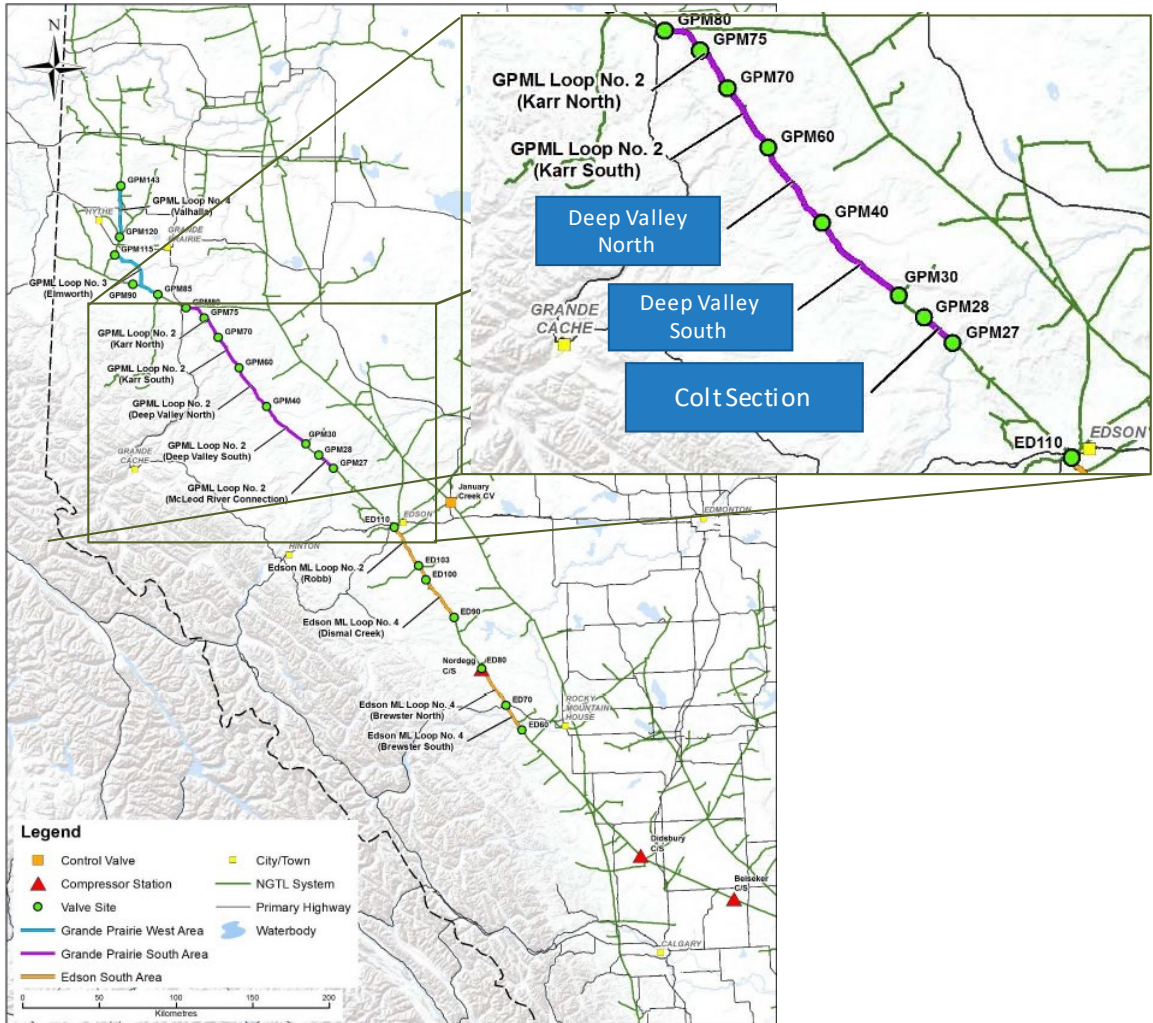 N
GPM80
GPM75
GPML Loop No. 2
(Karr North)
GPM70
GPML Loop No. 2
(Karr South)
GPM60
Deep Valley
North
GPM40
Deep Valley
South
GPM30
GPM28
GPM27
GRANDE
CACHE
Colt Section
ED110
EDSON
GPM143
GPML Loop No. 4
(Valhalla)
HYTHE
GPM120
GRANDE
PRAIRIE
GPM115
GPML Loop No. 3
(Elmworth)
GPM90
GPM85
GPM80
GPM75
GPML Loop No. 2
(Karr North)
GPM70
GPML Loop No. 2
(Karr South)
GPM60
GPML Loop No. 2
(Deep Valley North)
GPM40
GPML Loop No. 2
(Deep Valley South)
GPM30
GPM28
GPM27
GRANDE
CACHE
GPML Loop No. 2
(McLeod River Connection)
January
Creek CV
ED110
EDSON
EDMONTON
HINTON
Edson ML Loop No. 2
(Robb)
ED103
ED100
Edson ML Loop No. 4
(Dismal Creek)
ED90
Nordegg
C/S
ED80
Edson ML Loop No. 4
(Brewster North)
ED70
ROCKY
MOUNTAIN
HOUSE
Edson ML Loop No. 4
(Brewster South)
ED60
Didsbury
C/S
Beiseker
C/S
CALGARY
Legend
Control Valve
City/Town
Compressor Station
NGTL System
Valve Site
Primary Highway
Grande Prairie West Area
Waterbody
Grande Prairie South Area
Edson South Area
0 50 100 150 200
Kilometres